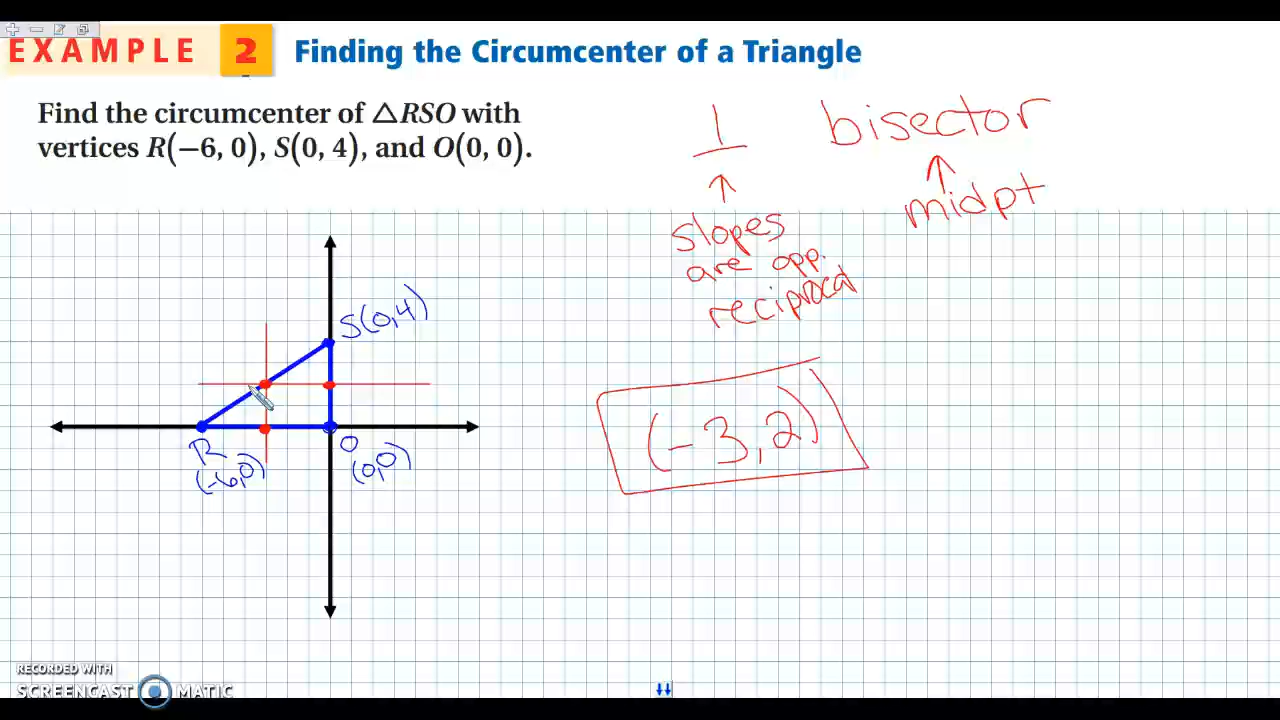 EXAMPLE 2 Finding the Circumcenter of a Triangle
Find the circumcenter of △RSO with
vertices R(−6, 0), S(0, 4), and O(0, 0).
1
bisector
midpt
slopes
are opp.
reciprocal
S(0,4)
R
(-6,0)
O
(0,0)
(-3,2)
RECORDED WITH
SCREENCAST MATIC